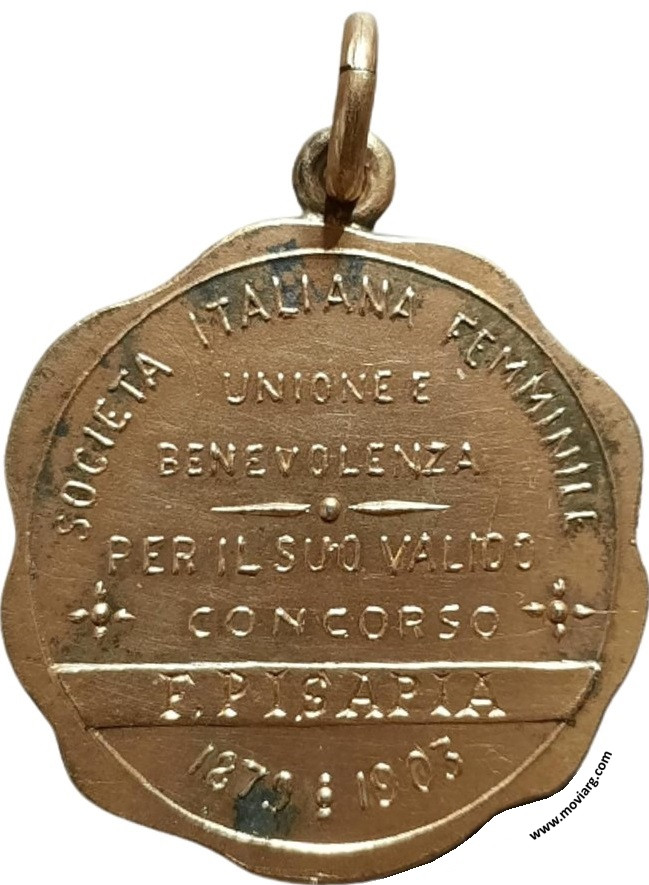 SOCIETA ITALIANA FEMMINILE
UNIONE E
BENEVOLENZA
PER IL SUO VALIDO
CONCORSO
F. PISAPIA
1879 1903
www.moviarg.com